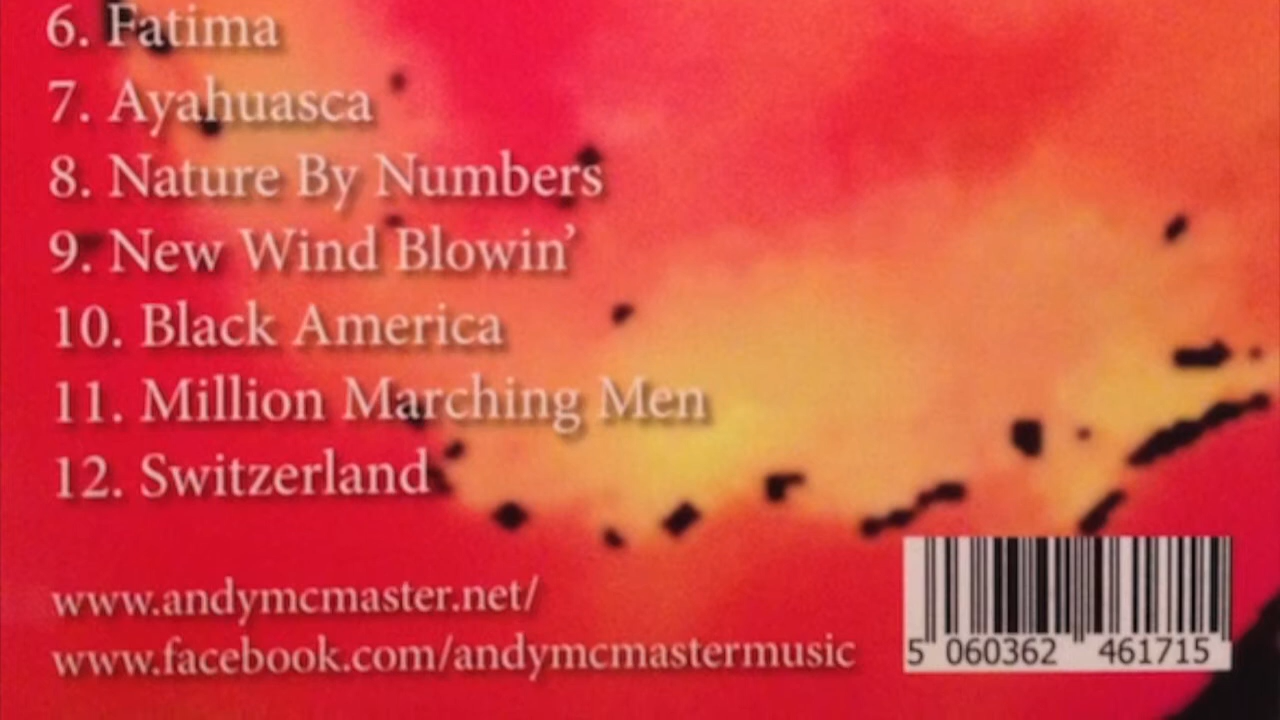 6. Fatima
7. Ayahuasca
8. Nature By Numbers
9. New Wind Blowin’
10. Black America
11. Million Marching Men
12. Switzerland
www.andymcmaster.net/
www.facebook.com/andymcmastermusic
5 060362 461715